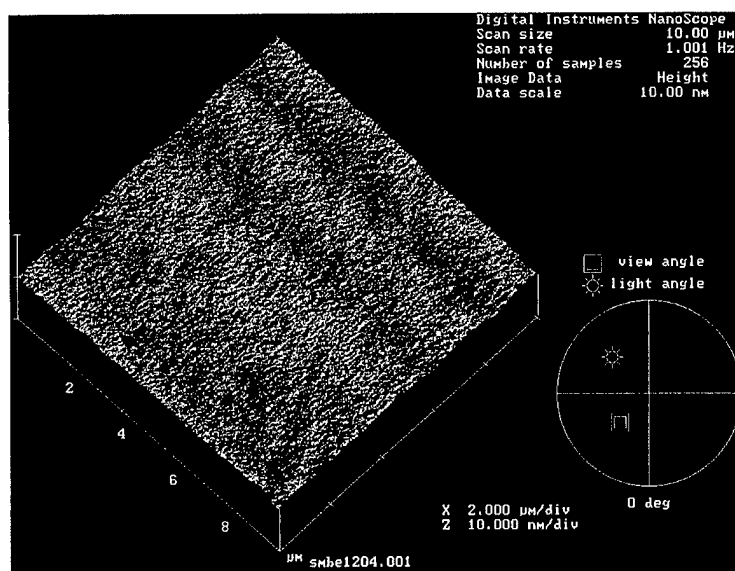 Digital Instruments NanoScope
Scan size 10.00 µm
Scan rate 1.001 Hz
Number of samples 256
Image Data Height
Data scale 10.00 nm
view angle
light angle
2
4
6
8
µm
X 2.000 µm/div
Z 10.000 nm/div
0 deg
smbe1204.001